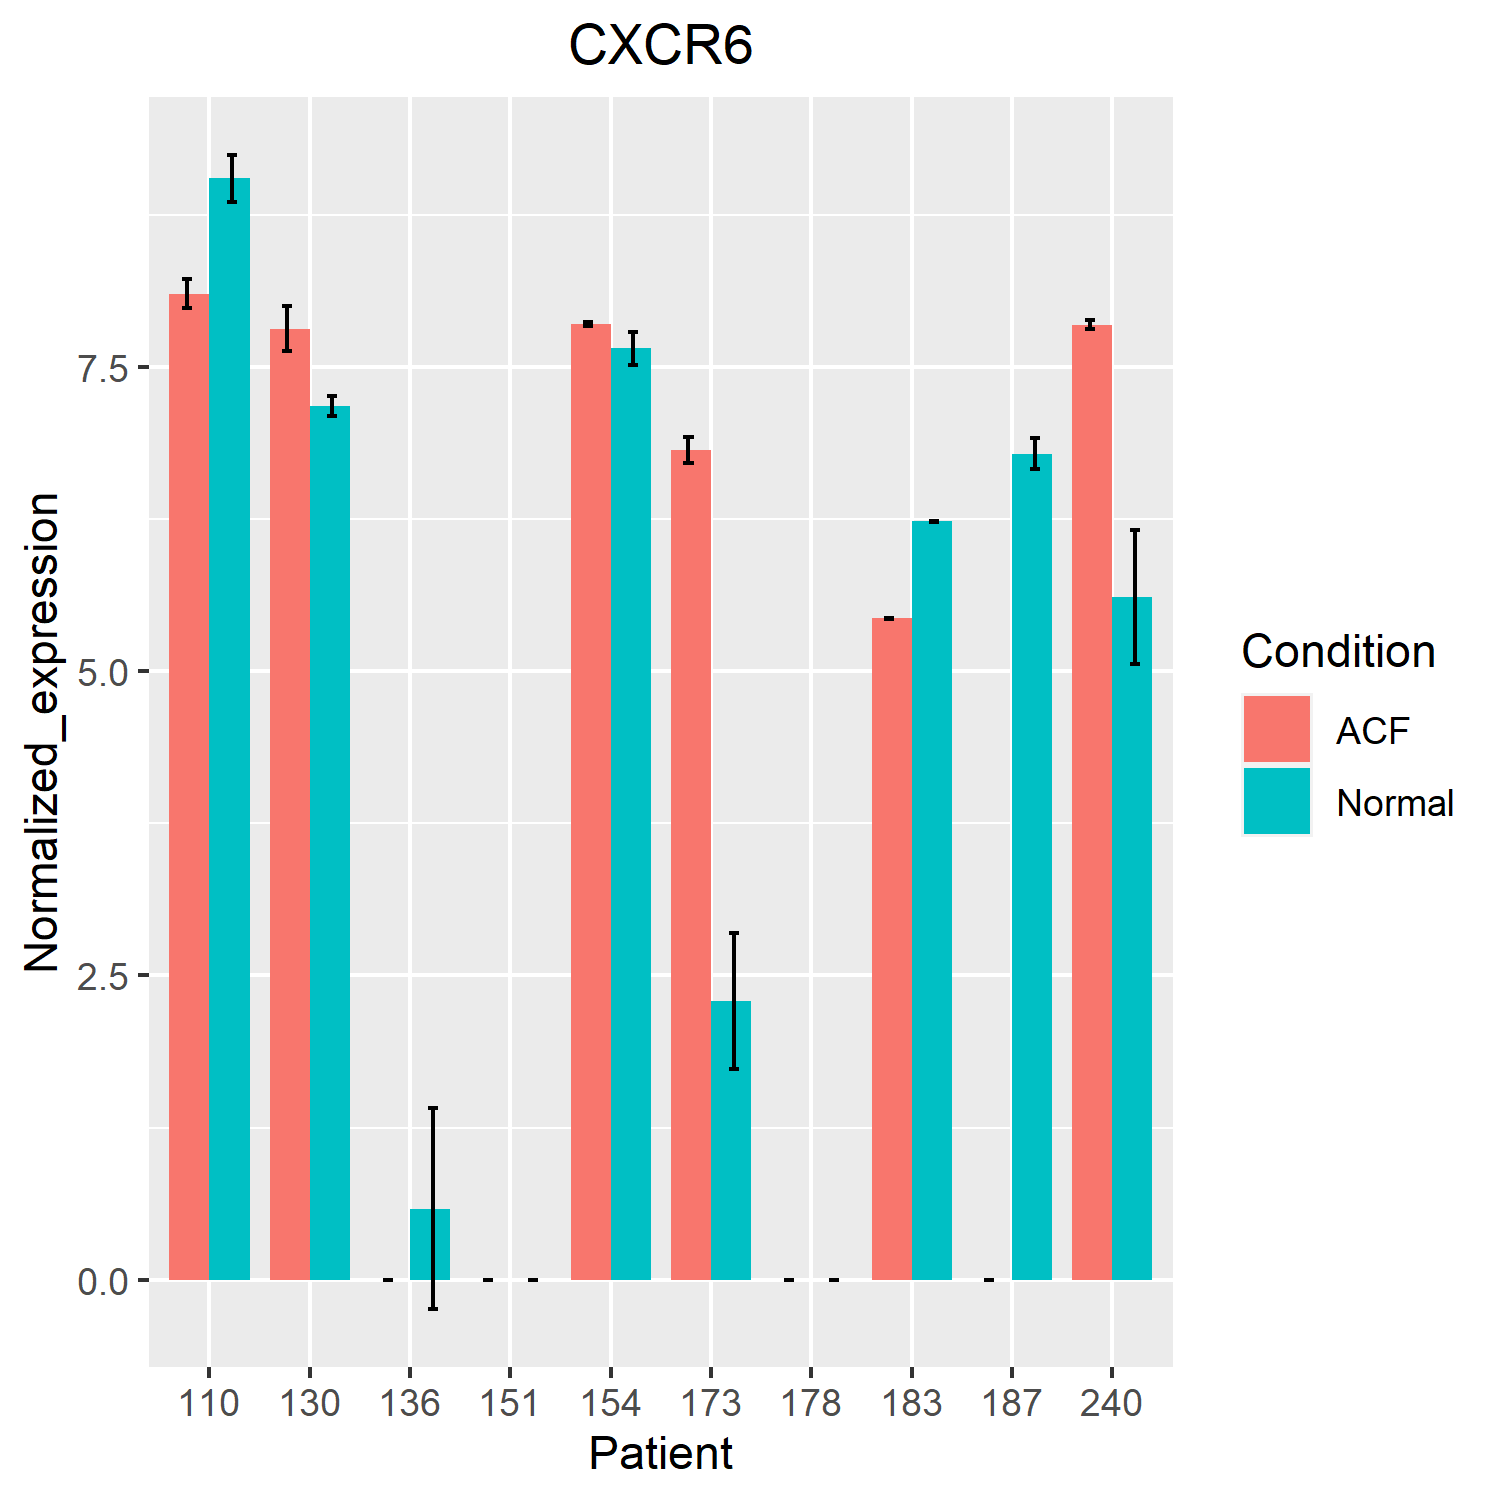 CXCR6
Normalized_expression
7.5
5.0
2.5
0.0
110 130 136 151 154 173 178 183 187 240
Patient
Condition
ACF
Normal